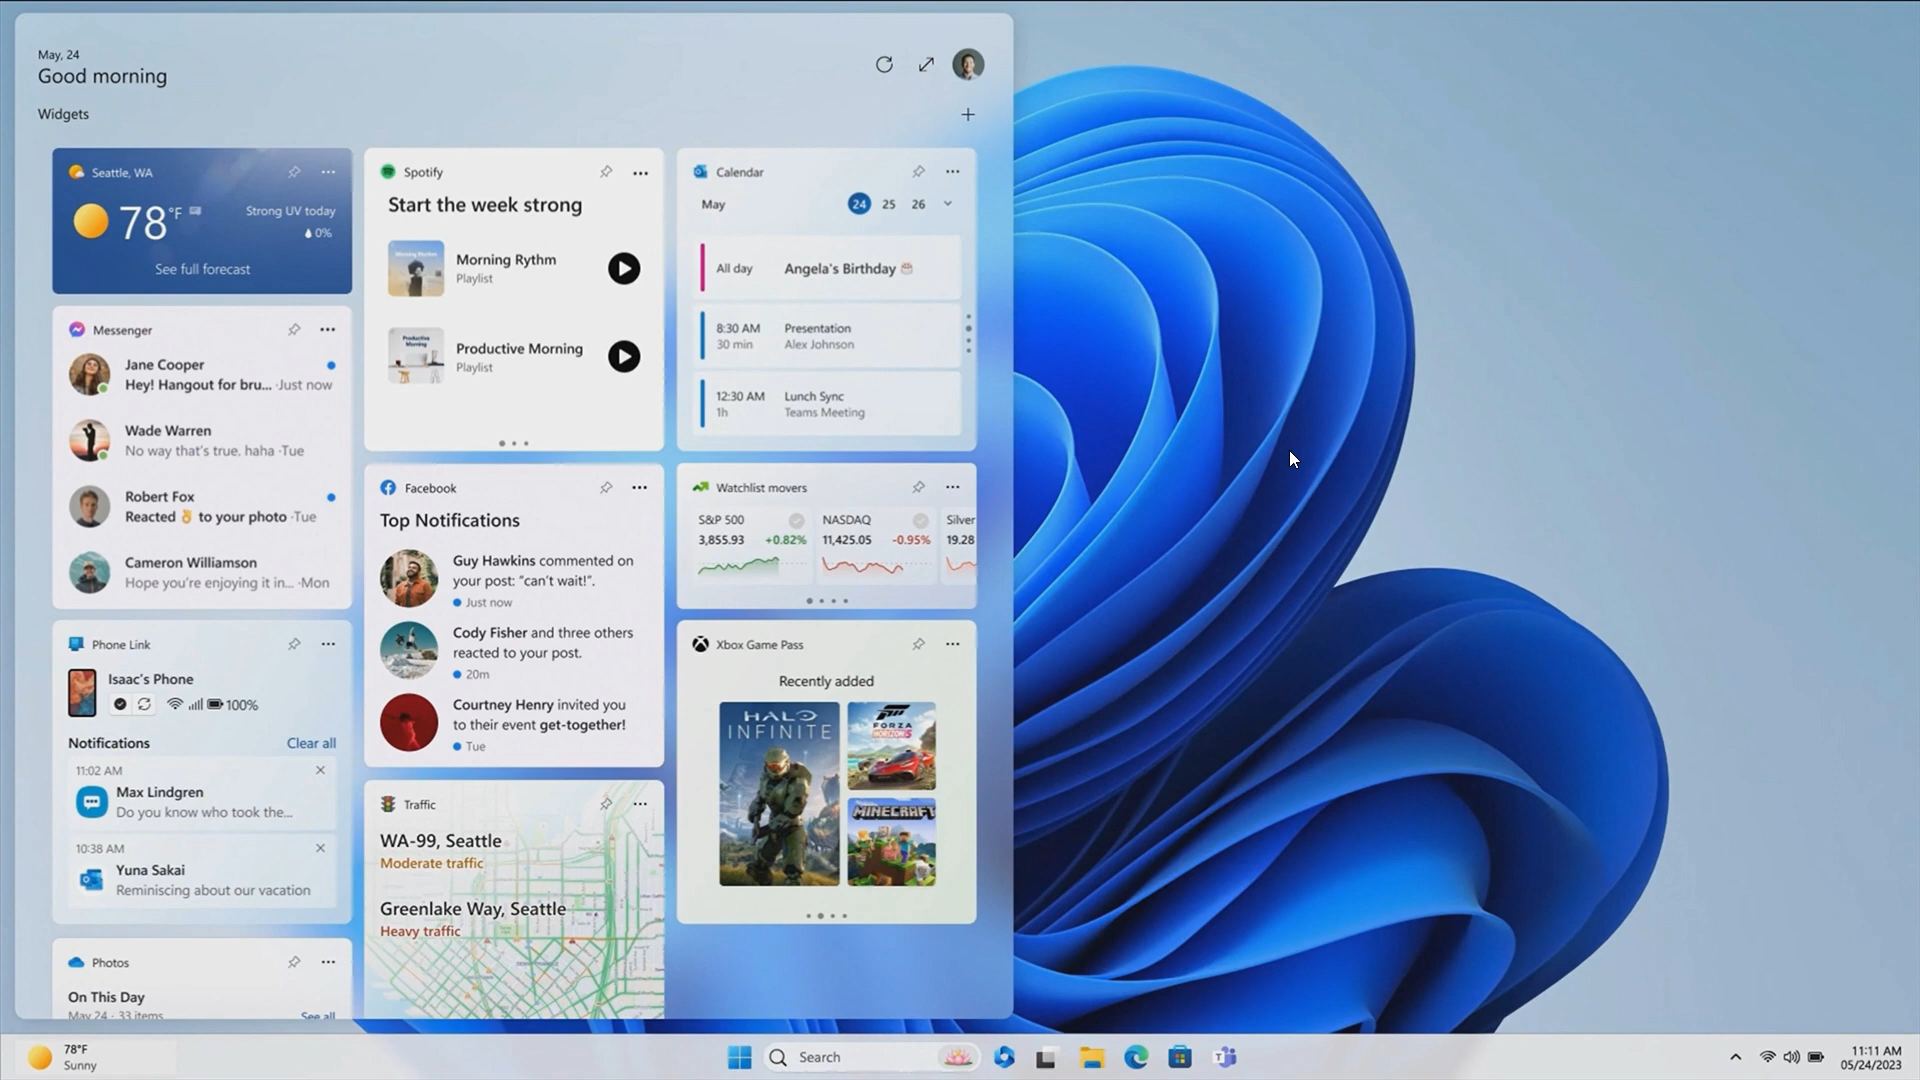 May, 24
Good morning
Widgets
Seattle, WA
78°F
Strong UV today
0%
See full forecast
Messenger
Jane Cooper
Hey! Hangout for bru... ·Just now
Wade Warren
No way that's true, haha ·Tue
Robert Fox
Reacted 👌 to your photo ·Tue
Cameron Williamson
Hope you're enjoying it in... ·Mon
Phone Link
Isaac's Phone
100%
Notifications
Clear all
11:02 AM
Max Lindgren
Do you know who took the...
10:38 AM
Yuna Sakai
Reminiscing about our vacation
Photos
On This Day
May 24 · 33 items
See all
Spotify
Start the week strong
Morning Rythm
Playlist
Productive Morning
Productive Morning
Playlist
Facebook
Top Notifications
Guy Hawkins commented on
your post: "can't wait!".
Just now
Cody Fisher and three others
reacted to your post.
20m
Courtney Henry invited you
to their event get-together!
Tue
Traffic
WA-99, Seattle
Moderate traffic
Greenlake Way, Seattle
Heavy traffic
Calendar
May
24 25 26
All day
Angela's Birthday 🎂
8:30 AM
30 min
Presentation
Alex Johnson
12:30 AM
1h
Lunch Sync
Teams Meeting
Watchlist movers
S&P 500
3,855.93 +0.82%
NASDAQ
11,425.05 -0.95%
Silver
19.28
Xbox Game Pass
Recently added
HALO
INFINITE
FORZA
HORIZON 5
MINECRAFT
78°F
Sunny
Search
11:11 AM
05/24/2023